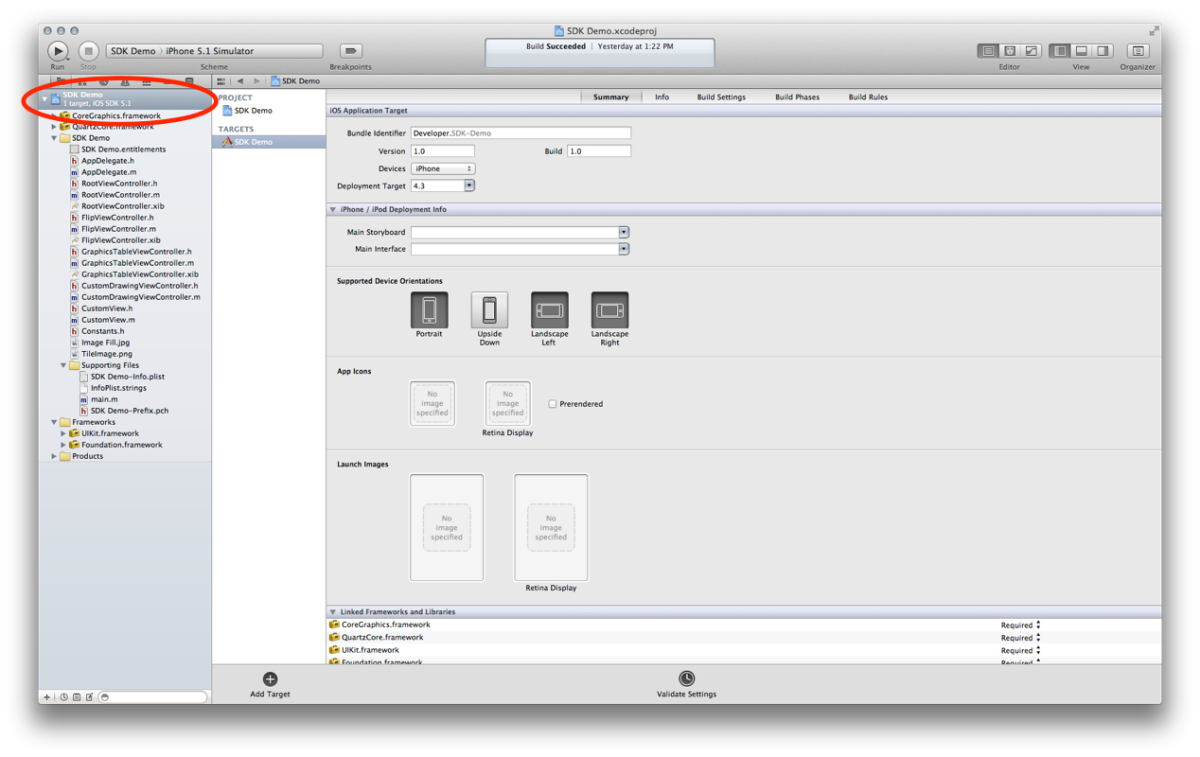 SDK Demo.xcodeproj
SDK Demo 〉iPhone 5.1 Simulator
Build Succeeded | Yesterday at 1:22 PM
Run Stop Scheme Breakpoints Editor View Organizer
SDK Demo
1 target, iOS SDK 5.1
CoreGraphics.framework
QuartzCore.framework
SDK Demo
SDK Demo.entitlements
AppDelegate.h
AppDelegate.m
RootViewController.h
RootViewController.m
RootViewController.xib
FlipViewController.h
FlipViewController.m
FlipViewController.xib
GraphicsTableViewController.h
GraphicsTableViewController.m
GraphicsTableViewController.xib
CustomDrawingViewController.h
CustomDrawingViewController.m
CustomView.h
CustomView.m
Constants.h
Image Fill.jpg
TileImage.png
Supporting Files
SDK Demo-Info.plist
InfoPlist.strings
main.m
SDK Demo-Prefix.pch
Frameworks
UIKit.framework
Foundation.framework
Products
SDK Demo
PROJECT
SDK Demo
TARGETS
SDK Demo
Summary Info Build Settings Build Phases Build Rules
iOS Application Target
Bundle Identifier Developer.SDK-Demo
Version 1.0 Build 1.0
Devices iPhone
Deployment Target 4.3
iPhone / iPod Deployment Info
Main Storyboard
Main Interface
Supported Device Orientations
Portrait
Upside Down
Landscape Left
Landscape Right
App Icons
No image specified
No image specified
Prerendered
Retina Display
Launch Images
No image specified
No image specified
Retina Display
Linked Frameworks and Libraries
CoreGraphics.framework Required
QuartzCore.framework Required
UIKit.framework Required
Foundation.framework Required
Add Target
Validate Settings